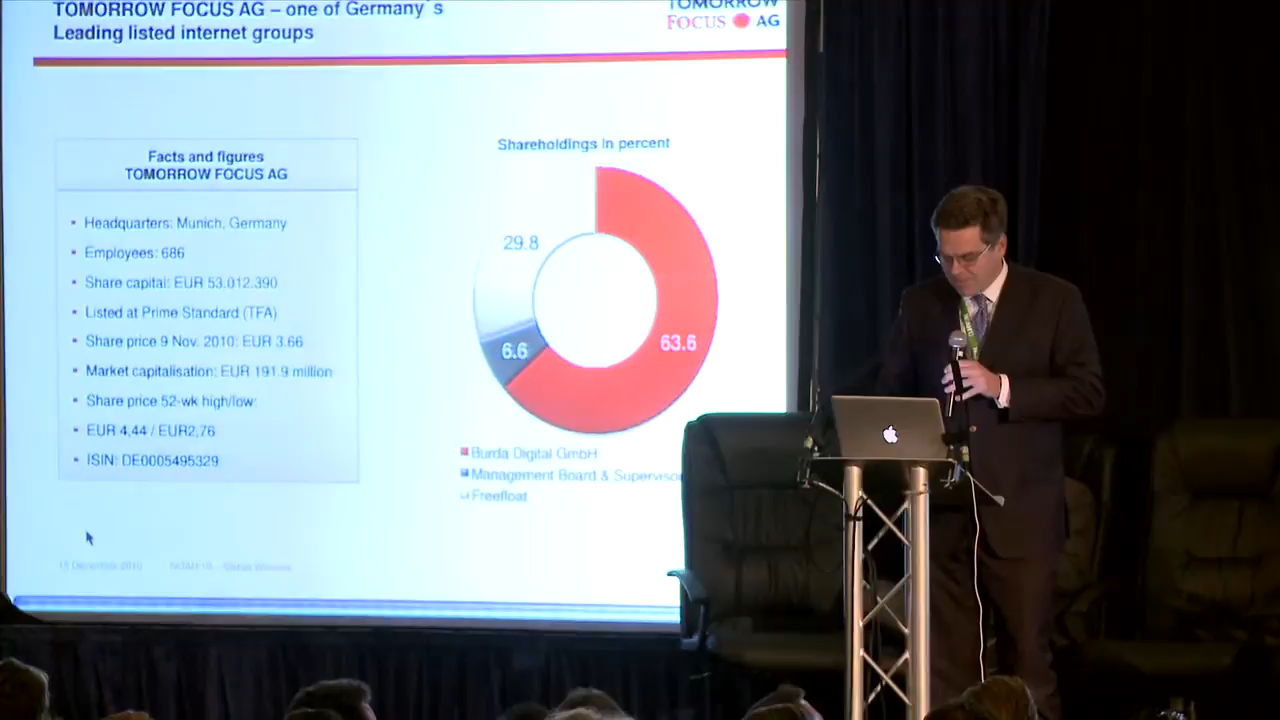 TOMORROW FOCUS AG – one of Germany´s
Leading listed internet groups
TOMORROW
FOCUS AG
Facts and figures
TOMORROW FOCUS AG
Headquarters: Munich, Germany
Employees: 686
Share capital: EUR 53.012.390
Listed at Prime Standard (TFA)
Share price 9 Nov. 2010: EUR 3.66
Market capitalisation: EUR 191.9 million
Share price 52-wk high/low:
EUR 4,44 / EUR2,76
ISIN: DE0005495329
Shareholdings in percent
29.8
6.6
63.6
Burda Digital GmbH
Management Board & Superviso
Freefloat
15 December 2010